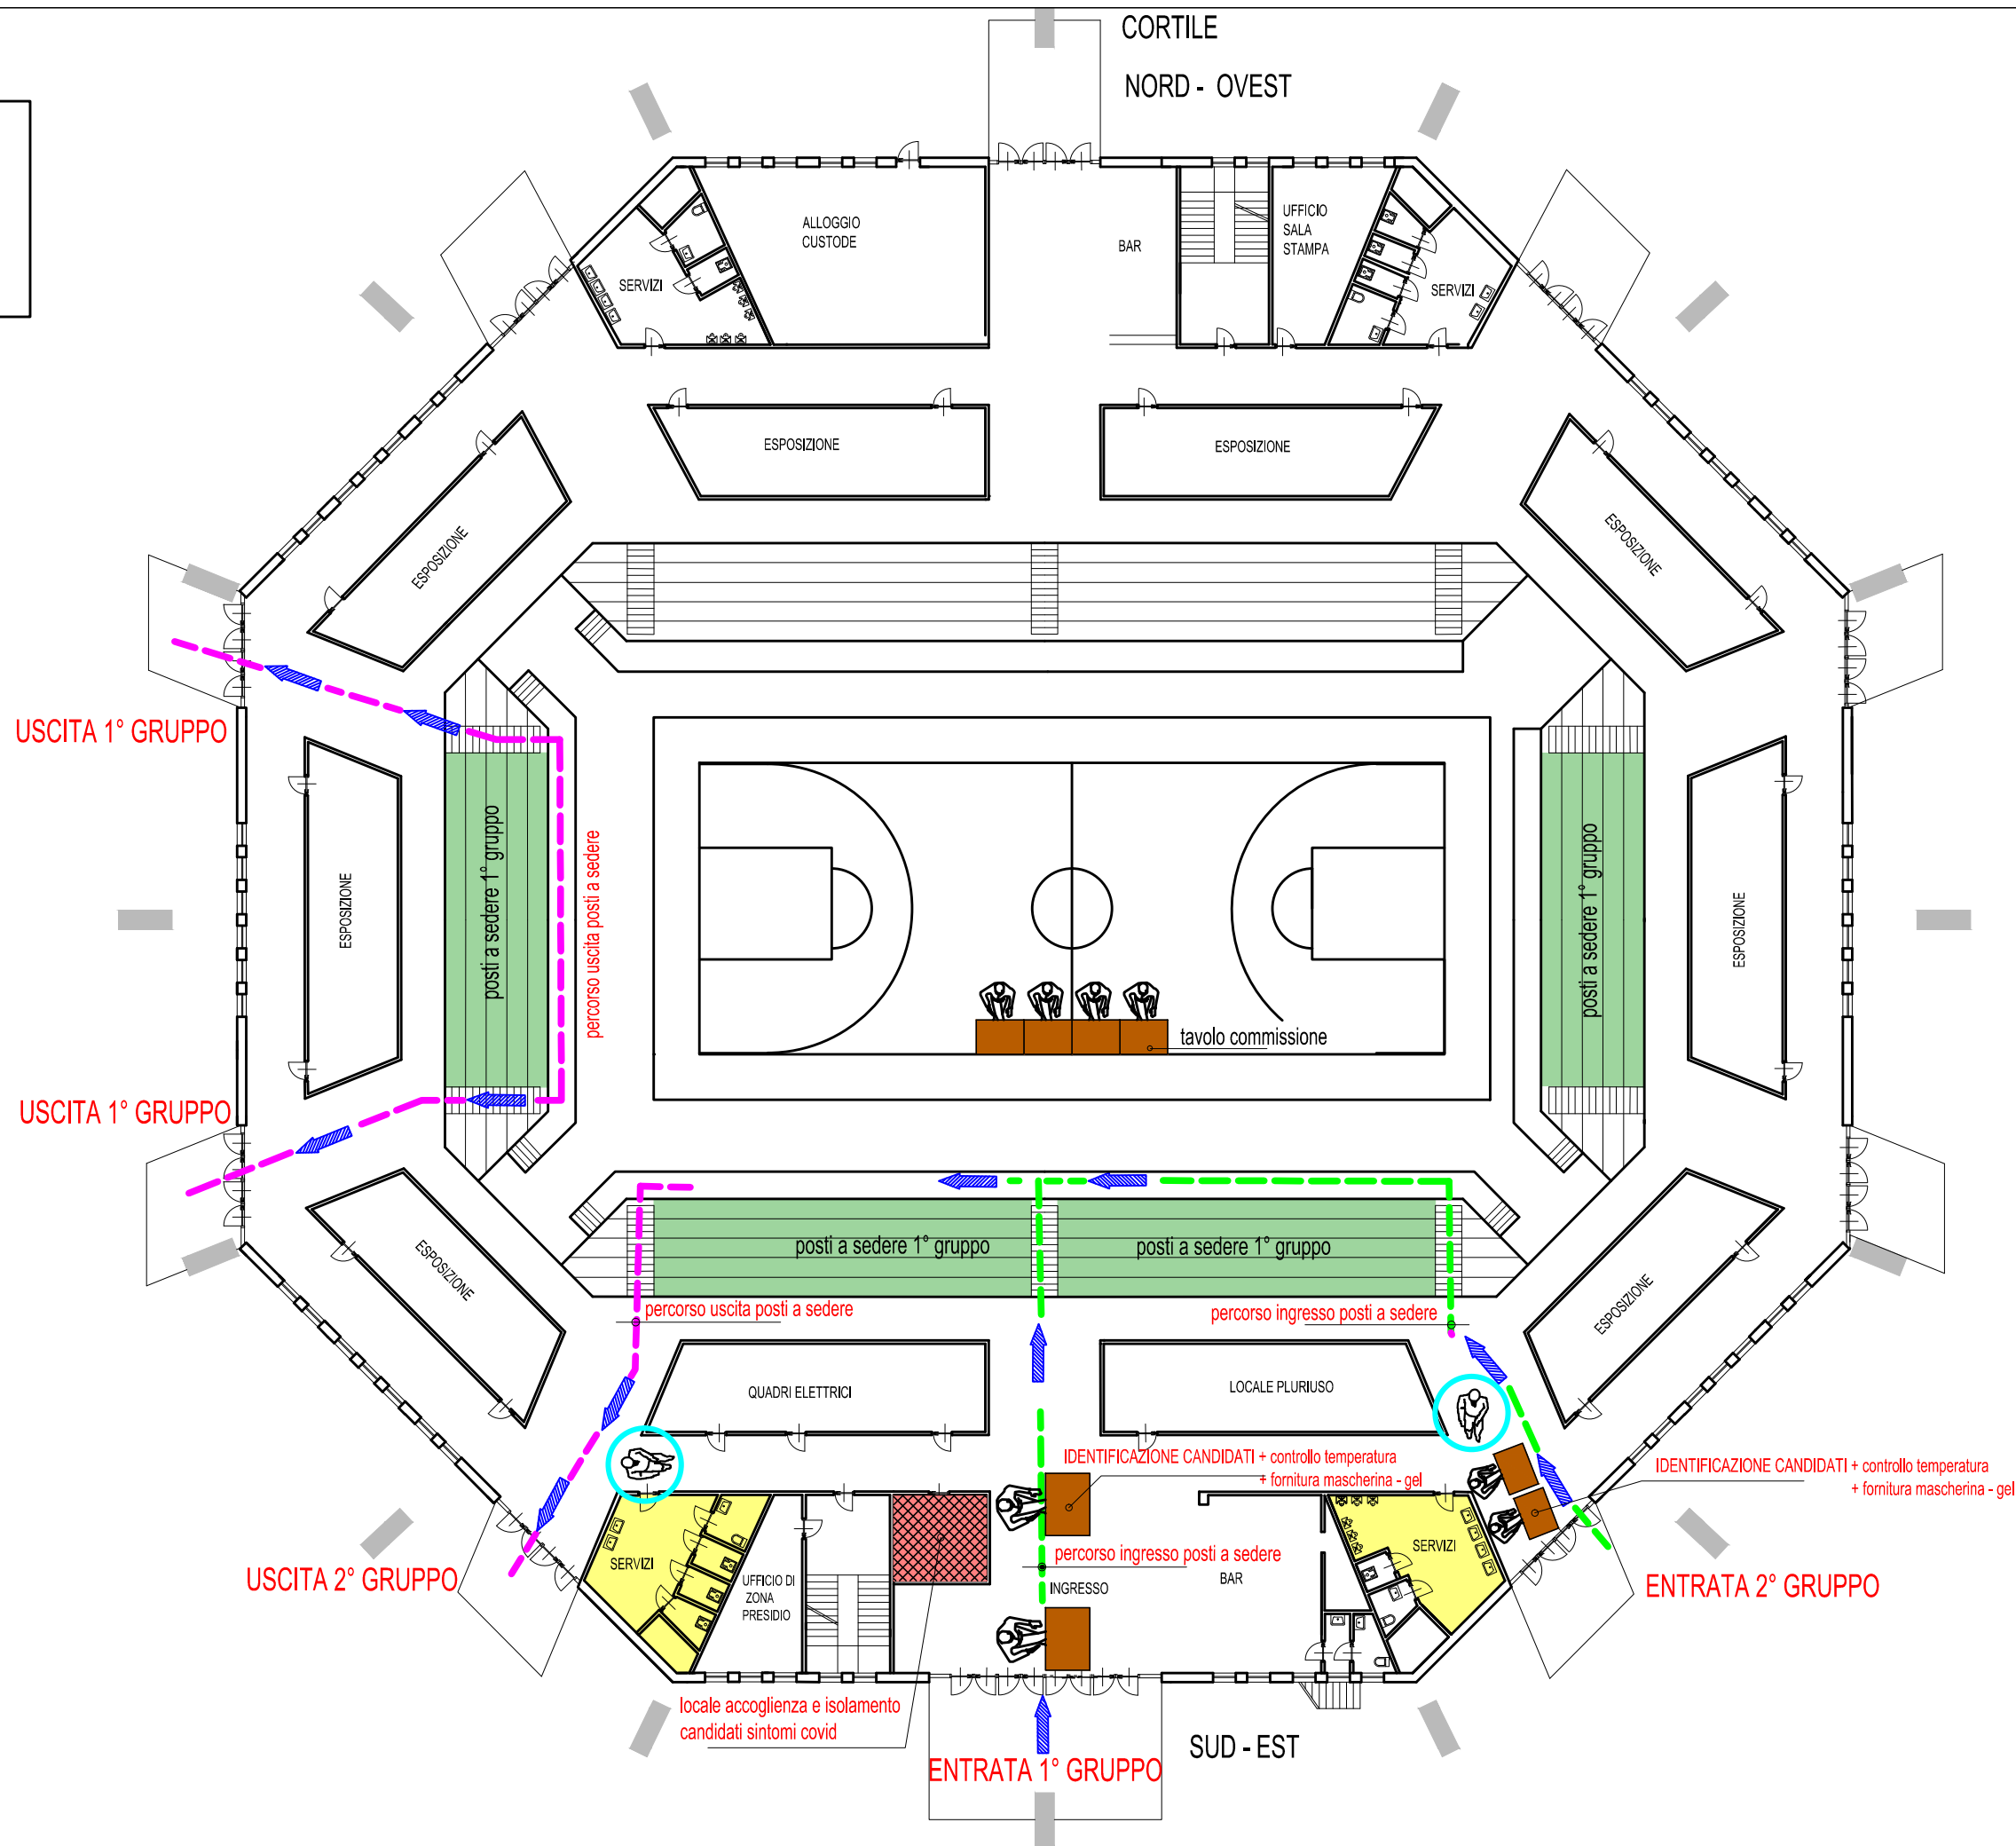 CORTILE
NORD - OVEST
ALLOGGIO
CUSTODE
BAR
UFFICIO
SALA
STAMPA
SERVIZI
SERVIZI
ESPOSIZIONE
ESPOSIZIONE
ESPOSIZIONE
ESPOSIZIONE
USCITA 1° GRUPPO
posti a sedere 1° gruppo
percorso uscita posti a sedere
posti a sedere 1° gruppo
ESPOSIZIONE
ESPOSIZIONE
tavolo commissione
USCITA 1° GRUPPO
posti a sedere 1° gruppo
posti a sedere 1° gruppo
ESPOSIZIONE
ESPOSIZIONE
percorso uscita posti a sedere
percorso ingresso posti a sedere
QUADRI ELETTRICI
LOCALE PLURIUSO
IDENTIFICAZIONE CANDIDATI + controllo temperatura
+ fornitura mascherina - gel
IDENTIFICAZIONE CANDIDATI + controllo temperatura
+ fornitura mascherina - gel
SERVIZI
SERVIZI
percorso ingresso posti a sedere
USCITA 2° GRUPPO
UFFICIO DI
ZONA
PRESIDIO
INGRESSO
BAR
ENTRATA 2° GRUPPO
locale accoglienza e isolamento
candidati sintomi covid
SUD - EST
ENTRATA 1° GRUPPO